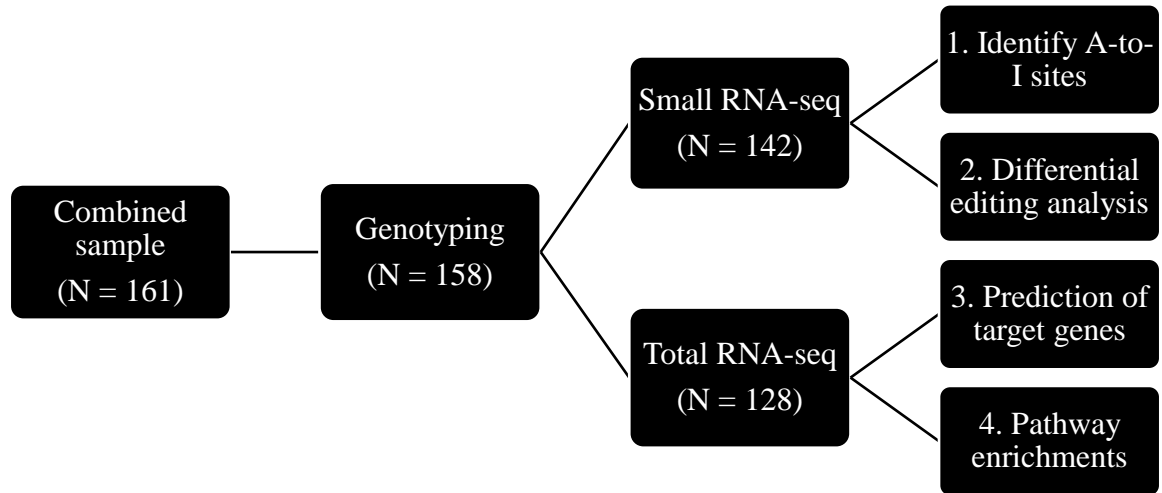 Combined
sample
(N = 161)
Genotyping
(N = 158)
Small RNA-seq
(N = 142)
Total RNA-seq
(N = 128)
1. Identify A-to-
I sites
2. Differential
editing analysis
3. Prediction of
target genes
4. Pathway
enrichments